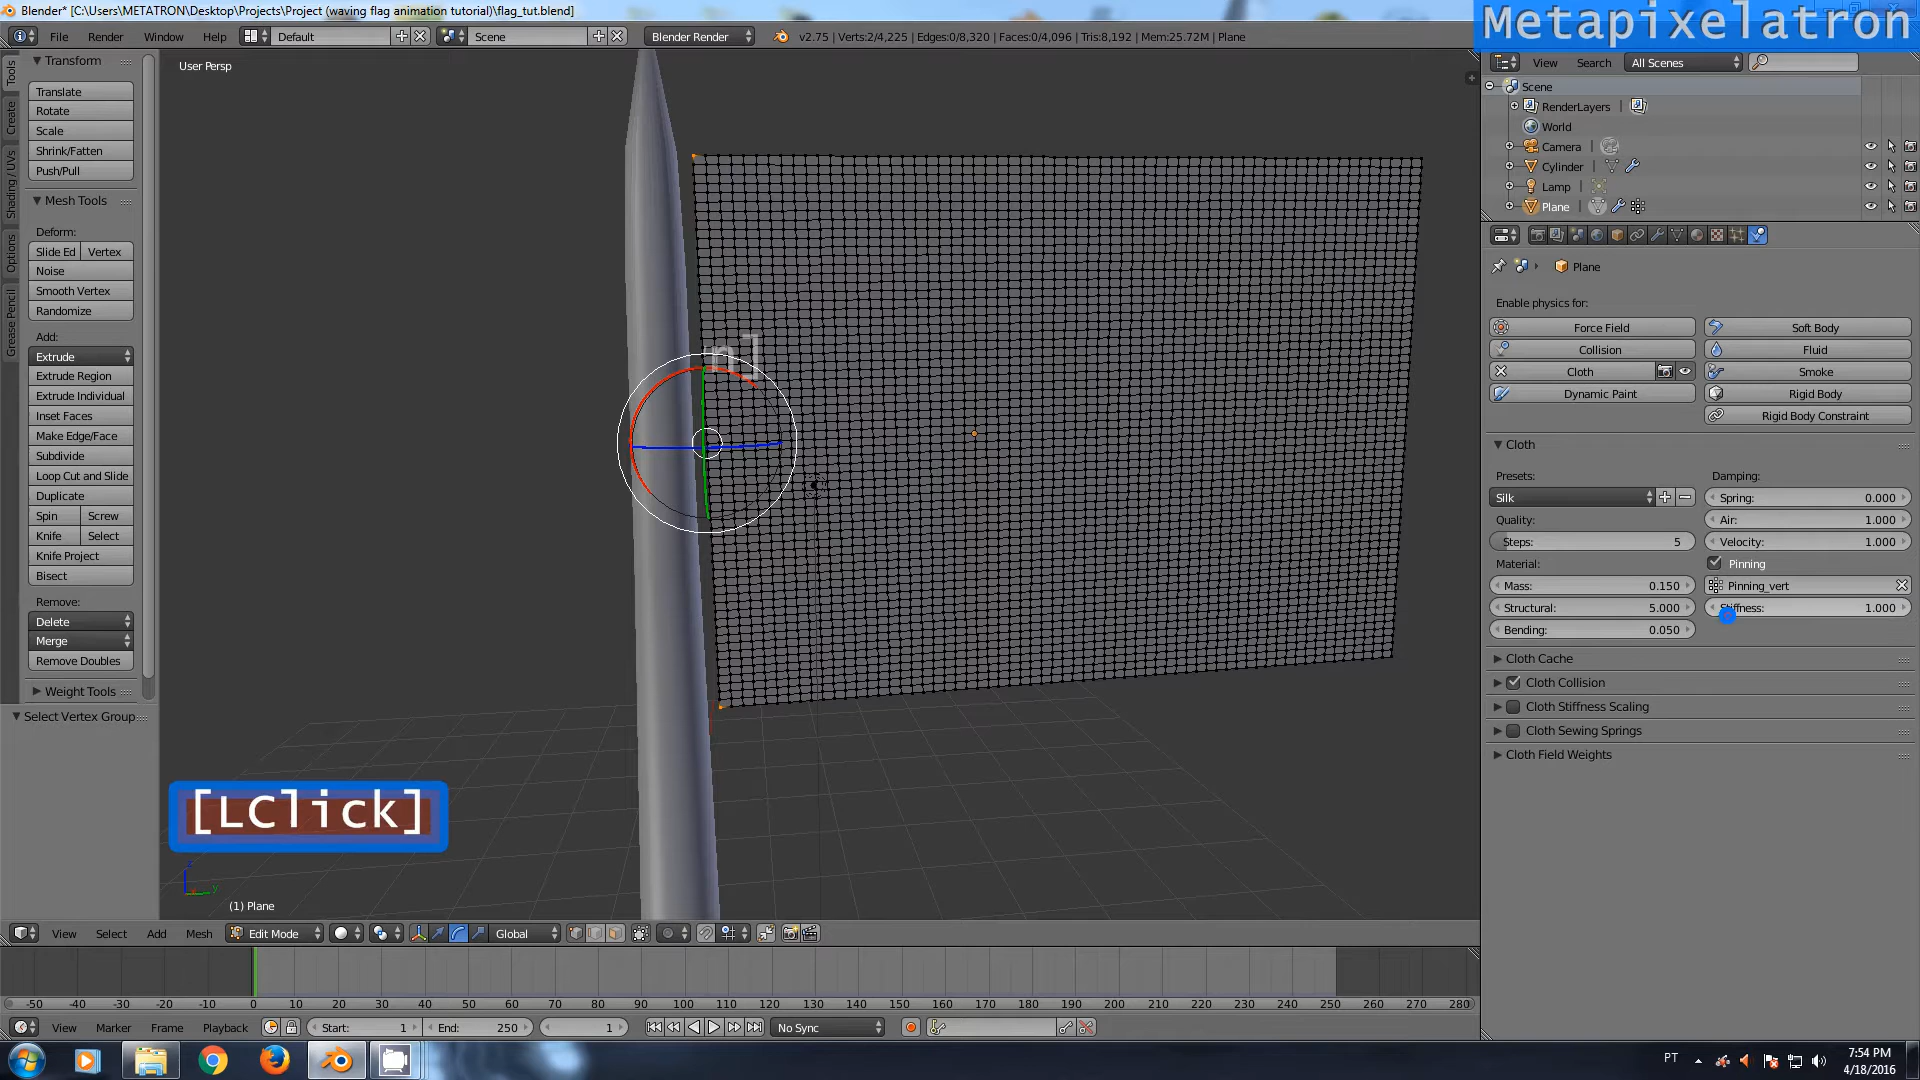 Blender* [C:\Users\METATRON\Desktop\Projects\Project (waving flag animation tutorial)\flag_tut.blend]
Metapixelatron
File Render Window Help Default Scene Blender Render v2.75 | Verts:2/4,225 | Edges:0/8,320 | Faces:0/4,096 | Tris:8,192 | Mem:25.72M | Plane
View Search All Scenes
User Persp
Tools
Create
Shading / UVs
Options
Grease Pencil
Transform
Translate
Rotate
Scale
Shrink/Fatten
Push/Pull
Mesh Tools
Deform:
Slide Ed Vertex
Noise
Smooth Vertex
Randomize
Add:
Extrude
Extrude Region
Extrude Individual
Inset Faces
Make Edge/Face
Subdivide
Loop Cut and Slide
Duplicate
Spin Screw
Knife Select
Knife Project
Bisect
Remove:
Delete
Merge
Remove Doubles
Weight Tools
Select Vertex Group
n]
[LClick]
z
y
(1) Plane
Scene
RenderLayers
World
Camera
Cylinder
Lamp
Plane
Plane
Enable physics for:
Force Field Soft Body
Collision Fluid
Cloth Smoke
Dynamic Paint Rigid Body
Rigid Body Constraint
Cloth
Presets: Damping:
Silk Spring: 0.000
Quality: Air: 1.000
Steps: 5 Velocity: 1.000
Material: Pinning
Mass: 0.150 Pinning_vert
Structural: 5.000 Stiffness: 1.000
Bending: 0.050
Cloth Cache
Cloth Collision
Cloth Stiffness Scaling
Cloth Sewing Springs
Cloth Field Weights
View Select Add Mesh Edit Mode Global
-50 -40 -30 -20 -10 0 10 20 30 40 50 60 70 80 90 100 110 120 130 140 150 160 170 180 190 200 210 220 230 240 250 260 270 280
View Marker Frame Playback Start: 1 End: 250 1 No Sync
PT
7:54 PM
4/18/2016